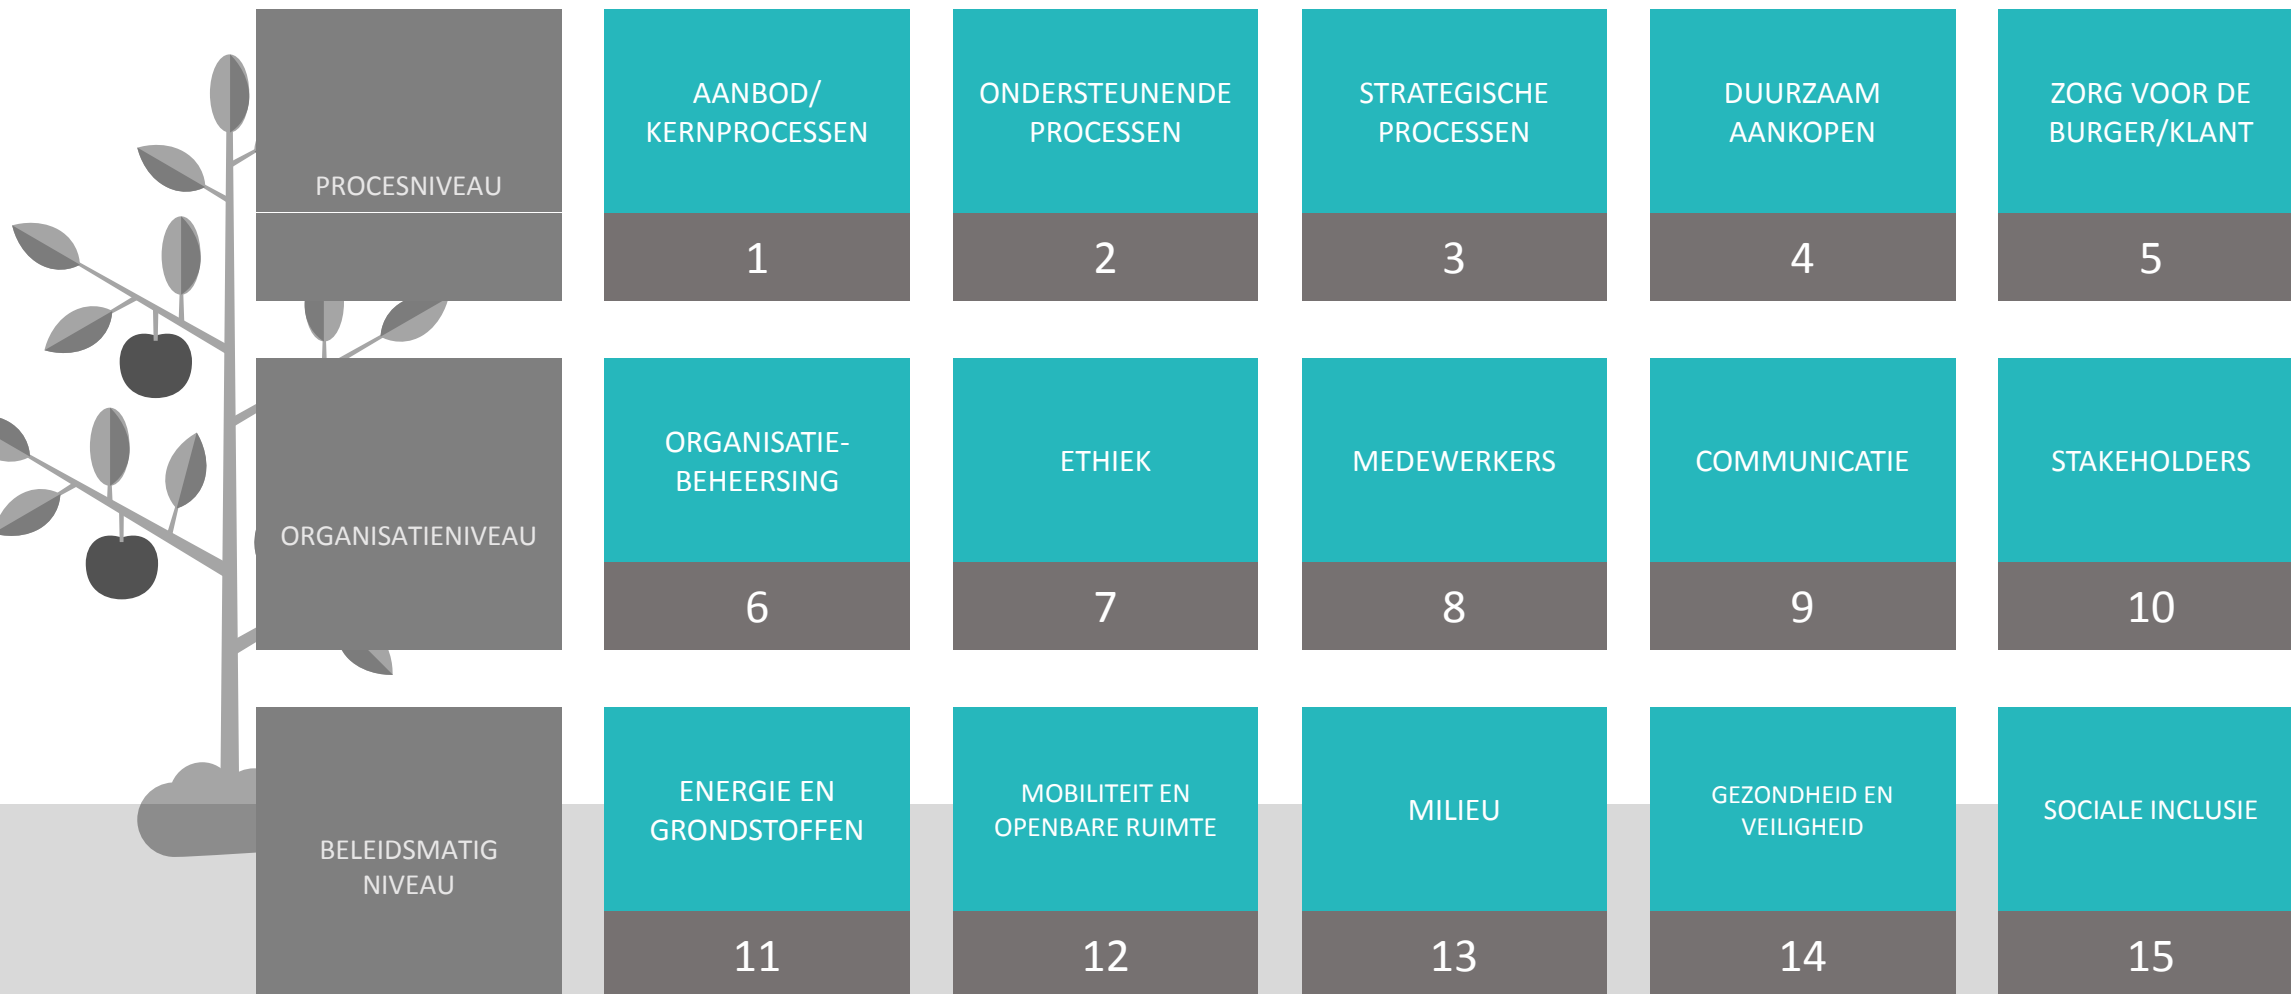 PROCESNIVEAU
AANBOD/
KERNPROCESSEN
1
ONDERSTEUNENDE
PROCESSEN
2
STRATEGISCHE
PROCESSEN
3
DUURZAAM
AANKOPEN
4
ZORG VOOR DE
BURGER/KLANT
5
ORGANISATIENIVEAU
ORGANISATIE-
BEHEERSING
6
ETHIEK
7
MEDEWERKERS
8
COMMUNICATIE
9
STAKEHOLDERS
10
BELEIDSMATIG
NIVEAU
ENERGIE EN
GRONDSTOFFEN
11
MOBILITEIT EN
OPENBARE RUIMTE
12
MILIEU
13
GEZONDHEID EN
VEILIGHEID
14
SOCIALE INCLUSIE
15